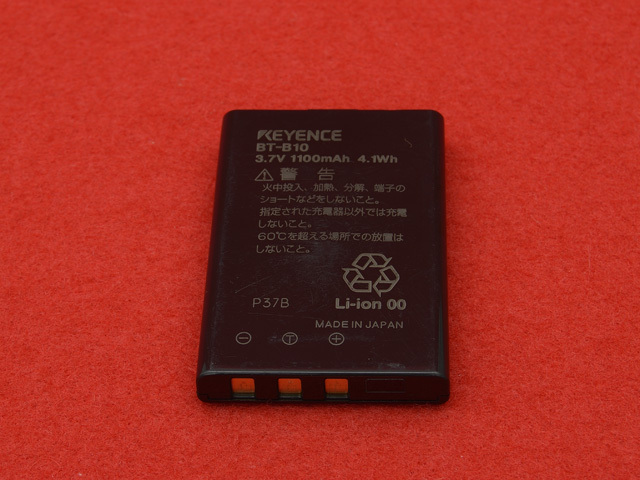 KEYENCE
BT-B10
3.7V 1100mAh 4.1Wh
警告
火中投入、加熱、分解、端子の
ショートなどをしないこと。
指定された充電器以外では充電
しないこと。
60℃を超える場所での放置は
しないこと。
P37B
Li-ion 00
MADE IN JAPAN
⊖ Ⓣ ⊕